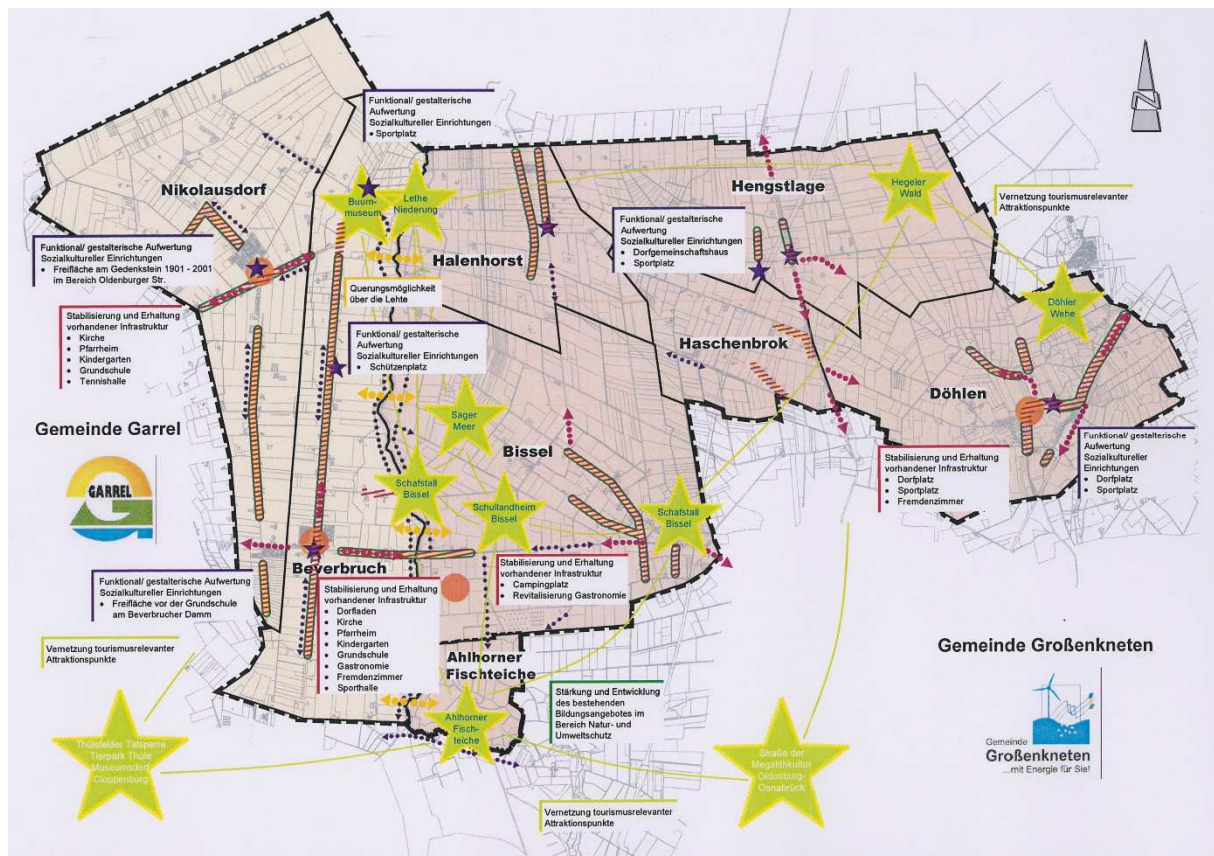 Funktional/ gestalterische
Aufwertung
Sozialkultureller Einrichtungen
• Sportplatz
Nikolausdorf
Buum-
museum
Lethe
Niederung
Hengstlage
Hegeler
Wald
Vernetzung tourismusrelevanter
Attraktionspunkte
Funktional/ gestalterische Aufwertung
Sozialkultureller Einrichtungen
• Freifläche am Gedenkstein 1901 - 2001
im Bereich Oldenburger Str.
Halenhorst
Funktional/ gestalterische
Aufwertung
Sozialkultureller Einrichtungen
• Dorfgemeinschaftshaus
• Sportplatz
Querungsmöglichkeit
über die Lehte
Döhler
Wehe
Stabilisierung und Erhaltung
vorhandener Infrastruktur
• Kirche
• Pfarrheim
• Kindergarten
• Grundschule
• Tennishalle
Funktional/ gestalterische
Aufwertung
Sozialkultureller Einrichtungen
• Schützenplatz
Haschenbrok
Döhlen
Gemeinde Garrel
GARREL
Sager
Meer
Bissel
Stabilisierung und Erhaltung
vorhandener Infrastruktur
• Dorfplatz
• Sportplatz
• Fremdenzimmer
Funktional/ gestalterische
Aufwertung
Sozialkultureller
Einrichtungen
• Dorfplatz
• Sportplatz
Schafstall
Bissel
Schullandheim
Bissel
Schafstall
Bissel
Beverbruch
Stabilisierung und Erhaltung
vorhandener Infrastruktur
• Campingplatz
• Revitalisierung Gastronomie
Funktional/ gestalterische Aufwertung
Sozialkultureller Einrichtungen
• Freifläche vor der Grundschule
am Beverbrucher Damm
Stabilisierung und Erhaltung
vorhandener Infrastruktur
• Dorfladen
• Kirche
• Pfarrheim
• Kindergarten
• Grundschule
• Gastronomie
• Fremdenzimmer
• Sporthalle
Vernetzung tourismusrelevanter
Attraktionspunkte
Ahlhorner
Fischteiche
Gemeinde Großenkneten
Stärkung und Entwicklung
des bestehenden
Bildungsangebotes im
Bereich Natur- und
Umweltschutz
Ahlhorner
Fisch-
teiche
Thülsfelder Talsperre
Tierpark Thüle
Museumsdorf
Cloppenburg
Straße der
Megalithkultur
Oldenburg-
Osnabrück
Gemeinde
Großenkneten
...mit Energie für Sie!
Vernetzung tourismusrelevanter
Attraktionspunkte